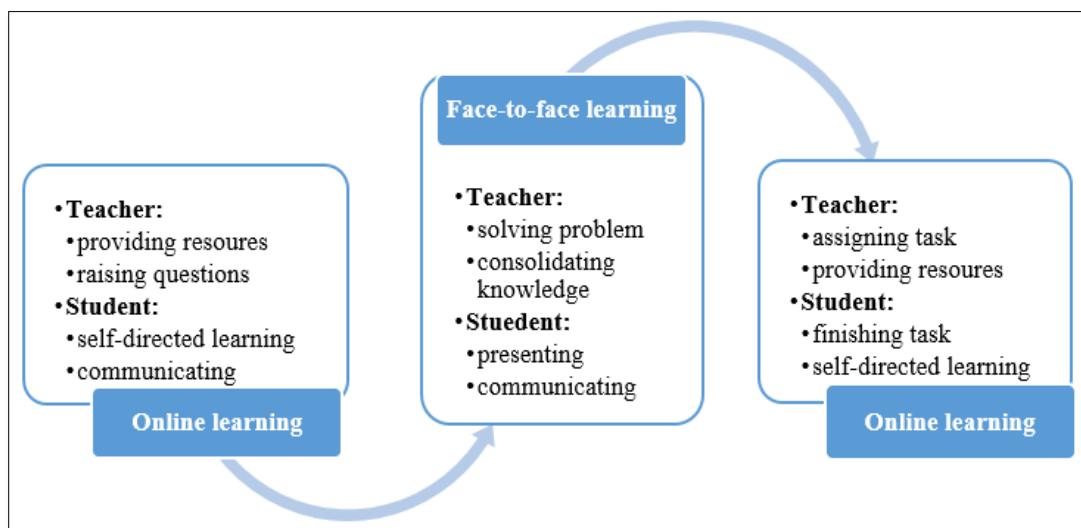 •Teacher:
•providing resoures
•raising questions
•Student:
•self-directed learning
•communicating
Online learning
Face-to-face learning
•Teacher:
•solving problem
•consolidating
knowledge
•Stuedent:
•presenting
•communicating
•Teacher:
•assigning task
•providing resoures
•Student:
•finishing task
•self-directed learning
Online learning